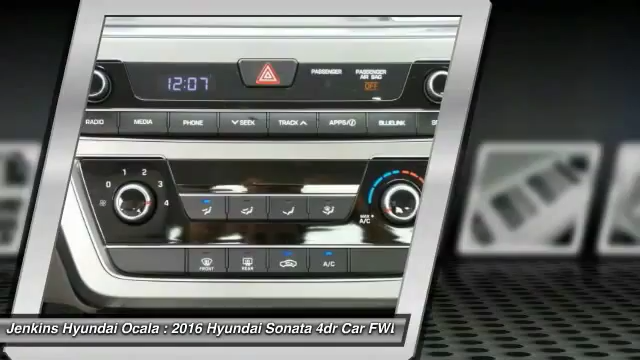 12:07
PASSENGER
PASSENGER
AIR BAG
OFF
RADIO MEDIA PHONE SEEK TRACK APPS BLUELINK
0 1 2 3 4
MAX
A/C
FRONT REAR A/C
Jenkins Hyundai Ocala : 2016 Hyundai Sonata 4dr Car FWD